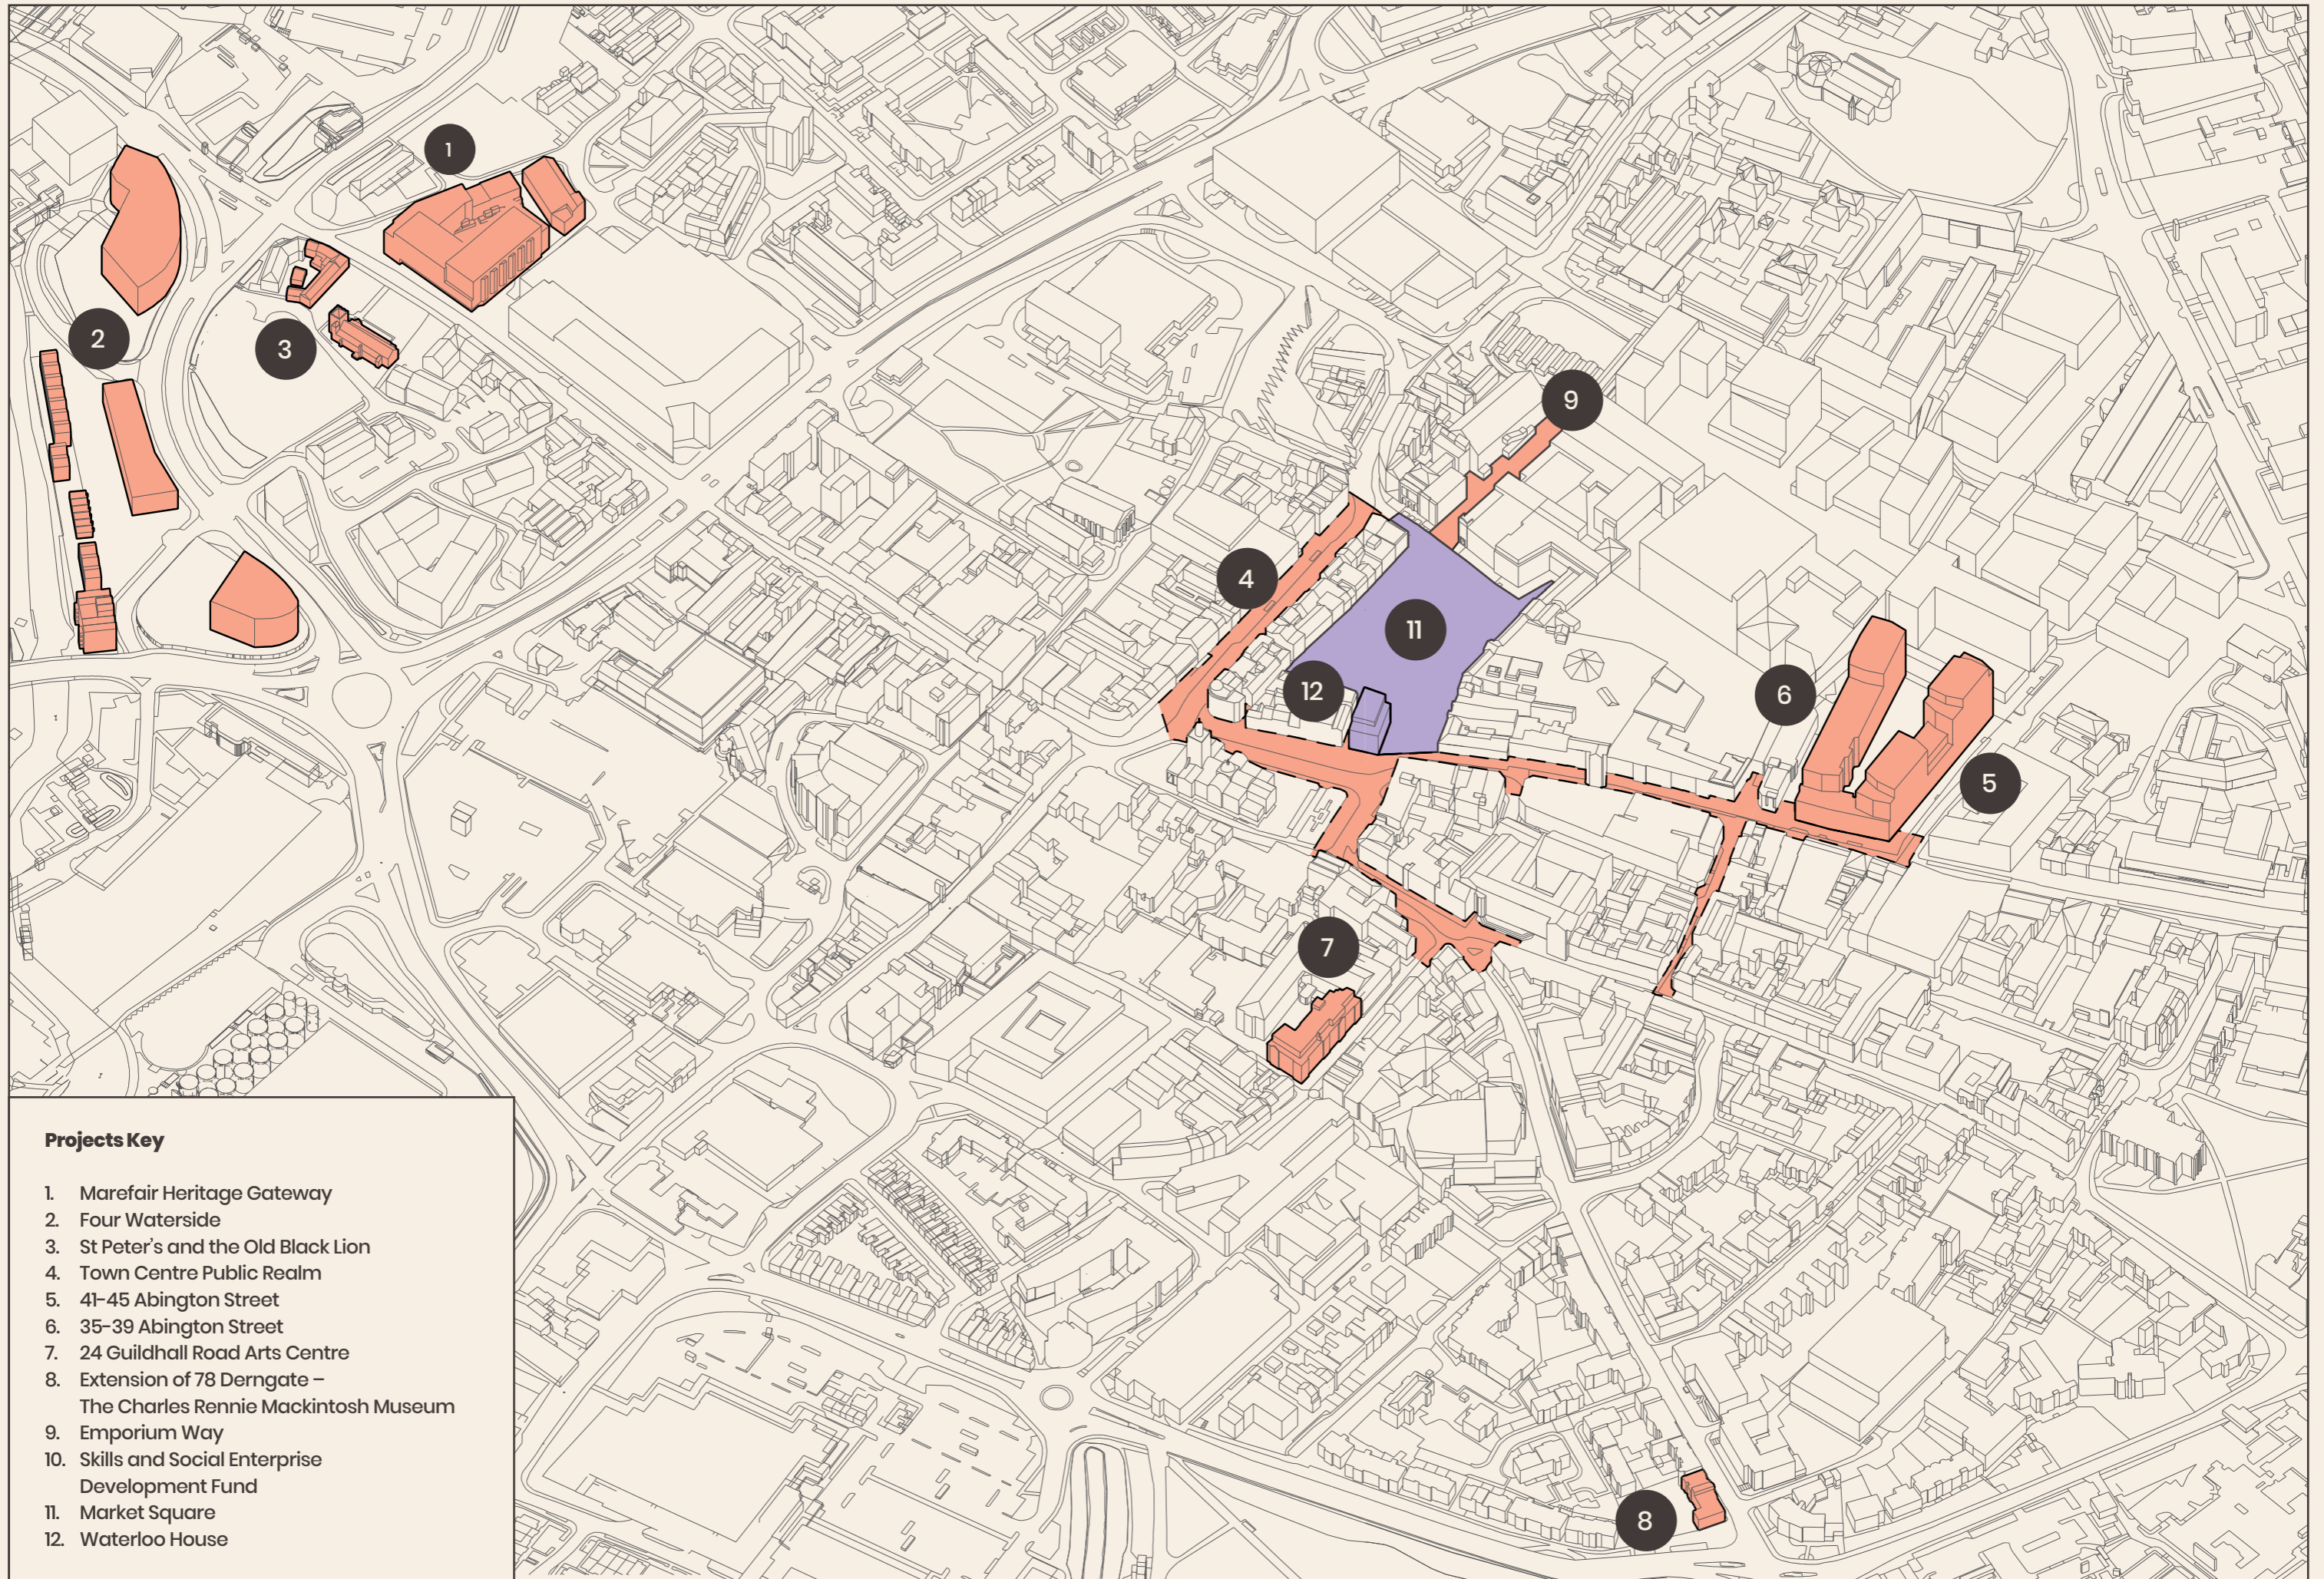 1
2
3
9
4
11
12
6
5
7
8
Projects Key
1. Marefair Heritage Gateway
2. Four Waterside
3. St Peter's and the Old Black Lion
4. Town Centre Public Realm
5. 41-45 Abington Street
6. 35-39 Abington Street
7. 24 Guildhall Road Arts Centre
8. Extension of 78 Derngate –
The Charles Rennie Mackintosh Museum
9. Emporium Way
10. Skills and Social Enterprise
Development Fund
11. Market Square
12. Waterloo House